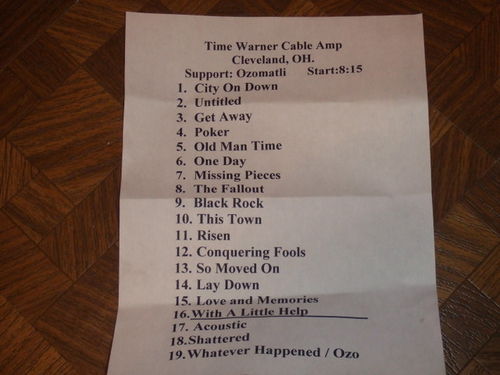 Time Warner Cable Amp
Cleveland, OH.
Support: Ozomatli Start:8:15
1. City On Down
2. Untitled
3. Get Away
4. Poker
5. Old Man Time
6. One Day
7. Missing Pieces
8. The Fallout
9. Black Rock
10. This Town
11. Risen
12. Conquering Fools
13. So Moved On
14. Lay Down
15. Love and Memories
16. With A Little Help
17. Acoustic
18. Shattered
19. Whatever Happened / Ozo